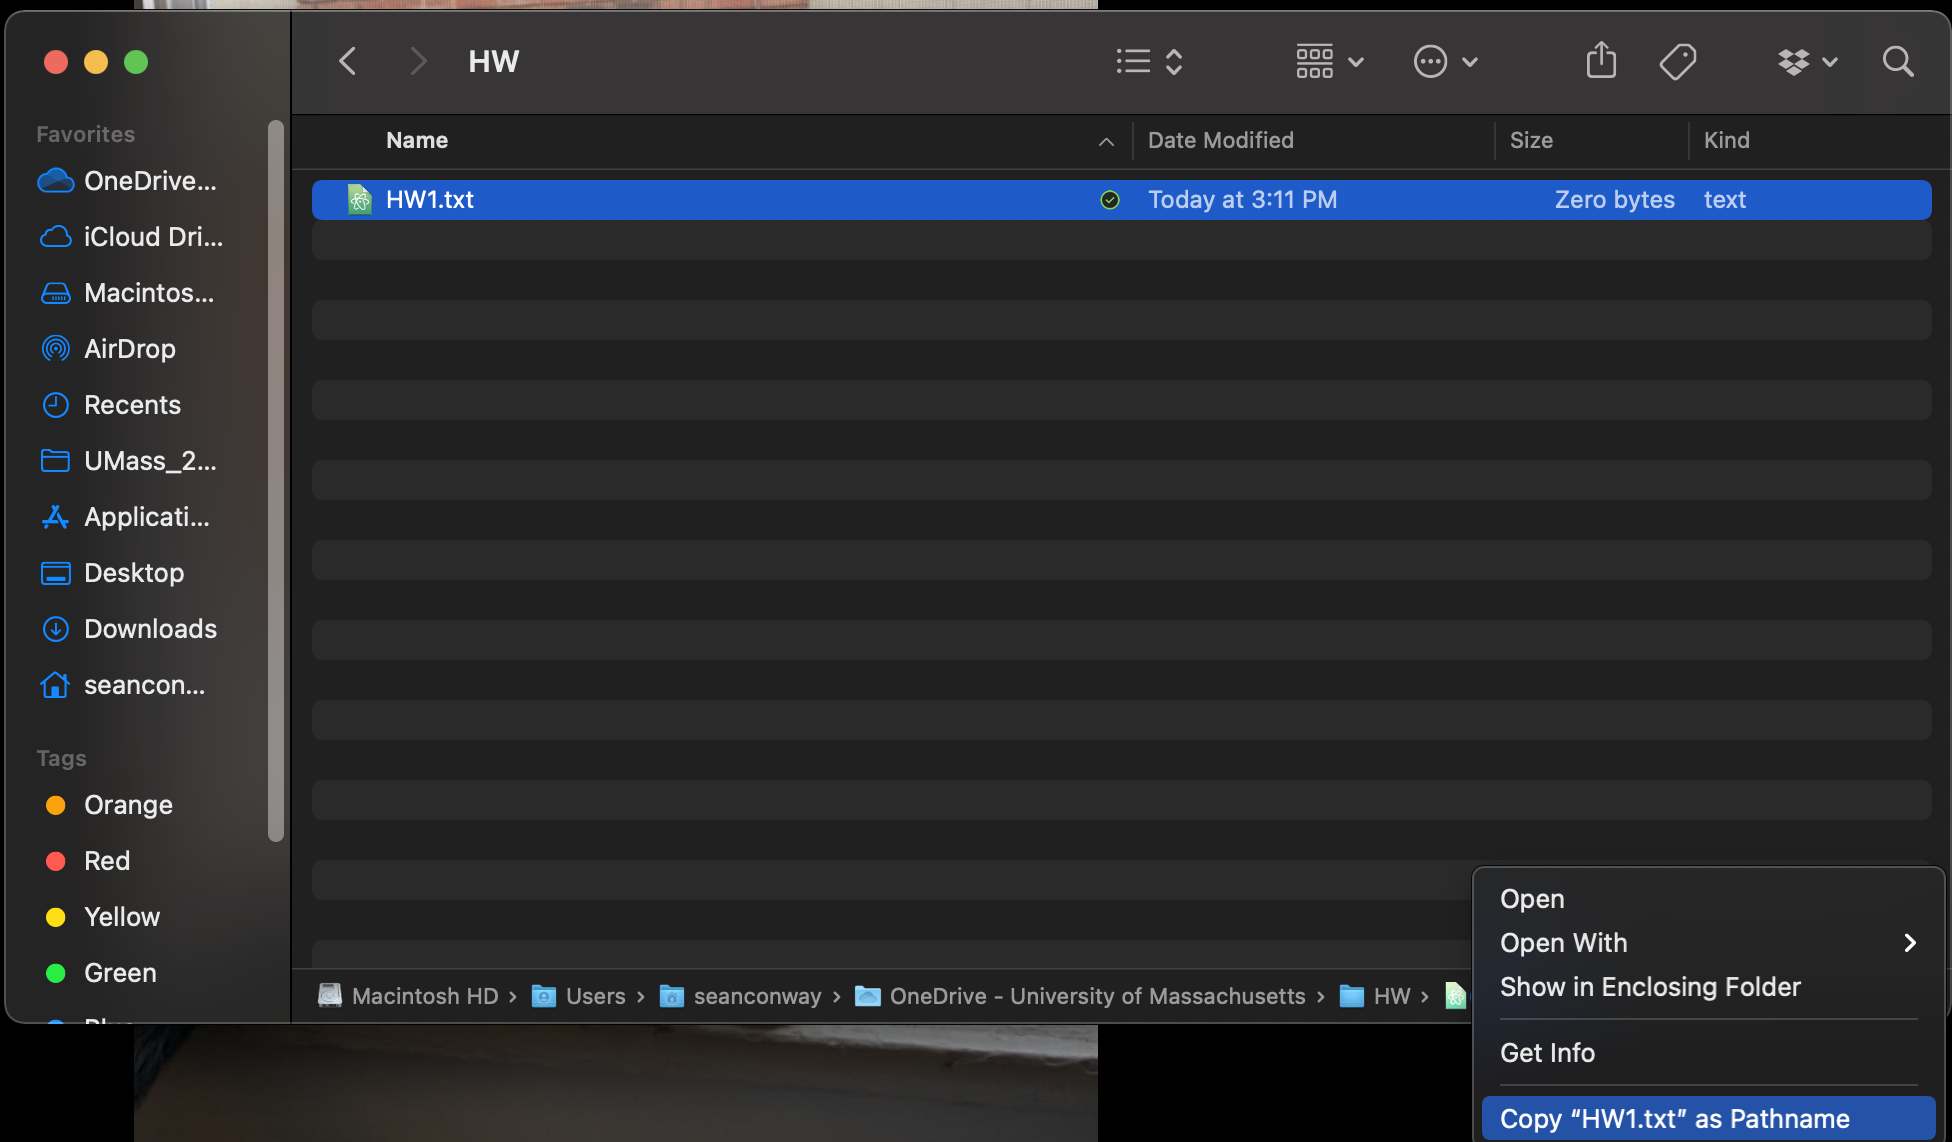 HW
Favorites
OneDrive...
iCloud Dri...
Macintos...
AirDrop
Recents
UMass_2...
Applicati...
Desktop
Downloads
seancon...
Tags
Orange
Red
Yellow
Green
Name Date Modified Size Kind
HW1.txt Today at 3:11 PM Zero bytes text
Macintosh HD › Users › seanconway › OneDrive - University of Massachusetts › HW ›
Open
Open With
Show in Enclosing Folder
Get Info
Copy “HW1.txt” as Pathname